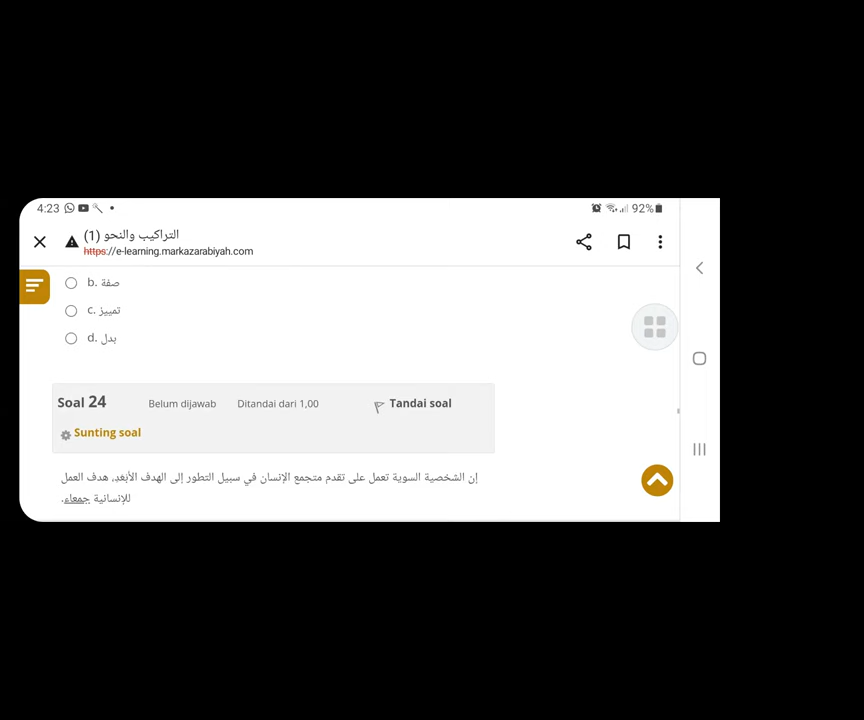 4:23
92%
التراكيب والنحو (1)
https://e-learning.markazarabiyah.com
b. صفة
c. تمييز
d. بدل
Soal 24 Belum dijawab Ditandai dari 1,00 Tandai soal
Sunting soal
إن الشخصية السوية تعمل على تقدم متجمع الإنسان في سبيل التطور إلى الهدف الأبْعَدِ، هدف العمل
للإنسانية جمعاء.